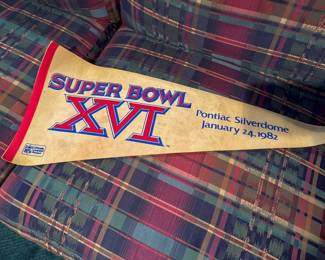 SUPER BOWL
XVI
Pontiac Silverdome
January 24, 1982